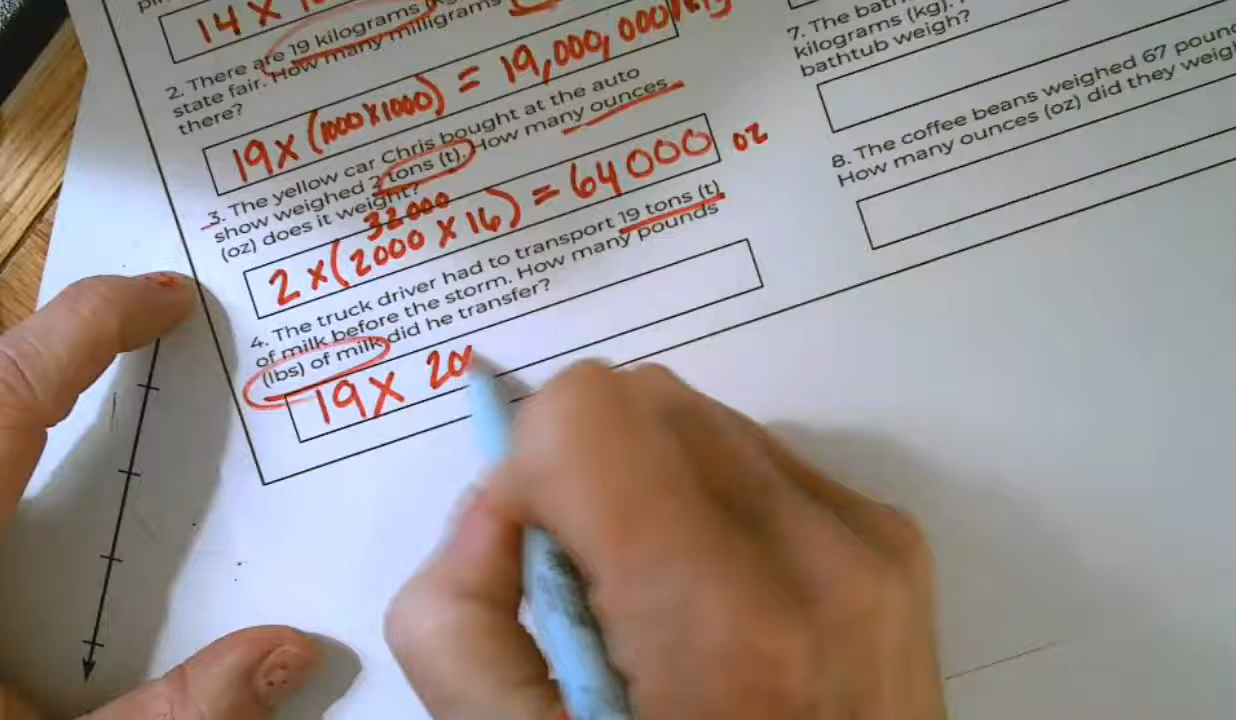 14 X
2. There are 19 kilograms
state fair. How many milligrams
there?
19 X (1000 X 1000) = 19,000,000
3. The yellow car Chris bought at the auto
show weighed 2 tons (t). How many ounces
(oz) does it weight?
32000
2 X (2000 X 16) = 64000 oz
4. The truck driver had to transport 19 tons (t)
of milk before the storm. How many pounds
(lbs) of milk did he transfer?
19 X 20
7. The
kilograms (kg).
bathtub weigh?
8. The coffee beans weighed 67
How many ounces (oz) did they